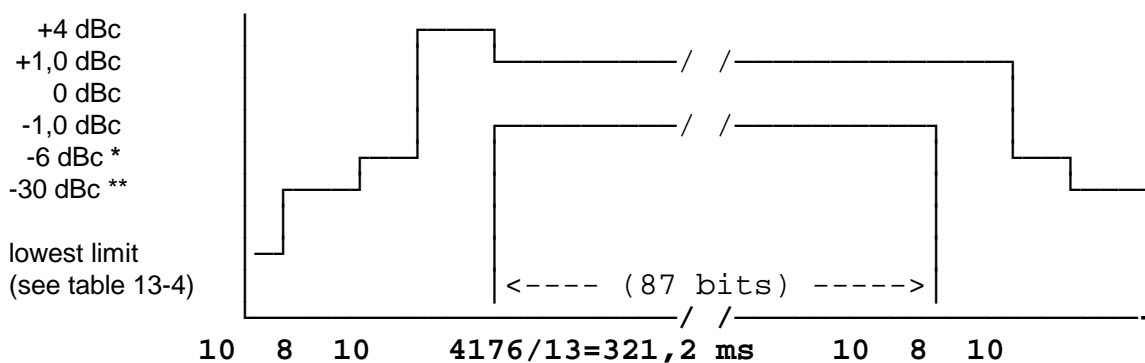 +4 dBc
+1,0 dBc
0 dBc
-1,0 dBc
-6 dBc *
-30 dBc **
lowest limit
(see table 13-4)
<---- (87 bits) ----->
10 8 10 4176/13=321,2 ms 10 8 10